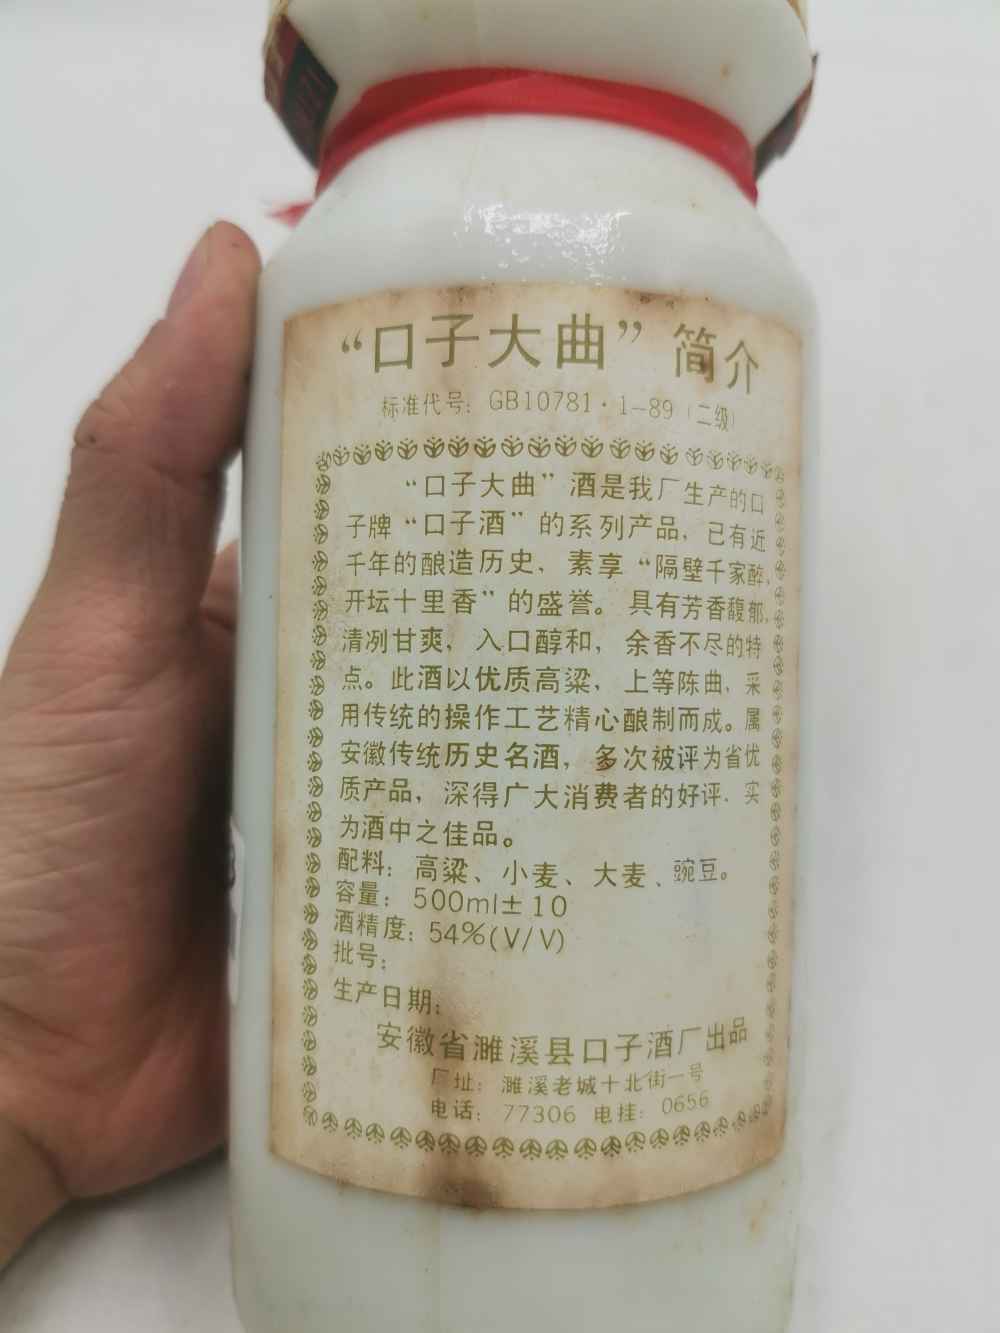 “口子大曲”简介
标准代号：GB10781·1-89（二级）
“口子大曲”酒是我厂生产的口
子牌“口子酒”的系列产品，已有近
千年的酿造历史，素享“隔壁千家醉，
开坛十里香”的盛誉。具有芳香馥郁，
清冽甘爽，入口醇和，余香不尽的特
点。此酒以优质高粱，上等陈曲，采
用传统的操作工艺精心酿制而成。属
安徽传统历史名酒，多次被评为省优
质产品，深得广大消费者的好评，实
为酒中之佳品。
配料：高粱、小麦、大麦、豌豆。
容量：500ml±10
酒精度：54%(V/V)
批号：
生产日期：
安徽省濉溪县口子酒厂出品
厂址：濉溪老城十北街一号
电话：77306 电挂：0656